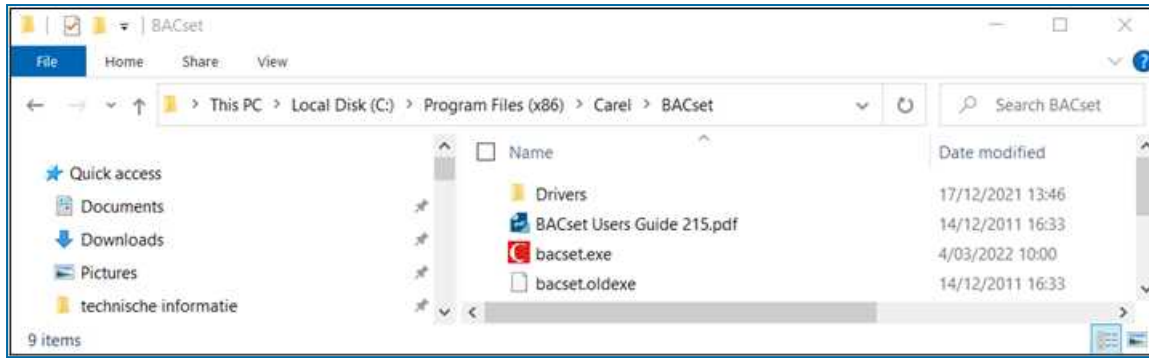 BACset
File Home Share View
This PC > Local Disk (C:) > Program Files (x86) > Carel > BACset Search BACset
Name Date modified
Quick access
Documents
Downloads
Pictures
technische informatie
Drivers 17/12/2021 13:46
BACset Users Guide 215.pdf 14/12/2011 16:33
bacset.exe 4/03/2022 10:00
bacset.oldexe 14/12/2011 16:33
9 items